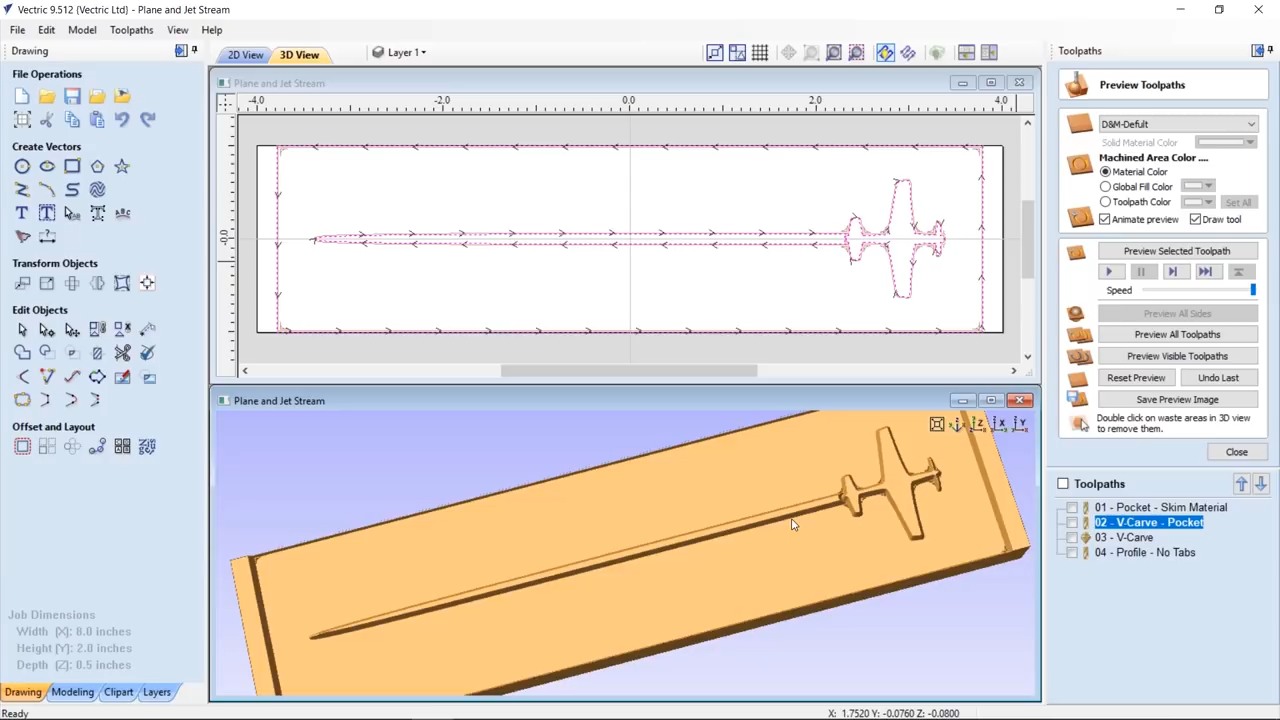 Vectric 9.512 {Vectric Ltd} - Plane and Jet Stream
File Edit Model Toolpaths View Help
Drawing
File Operations
Create Vectors
Transform Objects
Edit Objects
Offset and Layout
Job Dimensions
Width (X): 8.0 inches
Height (Y): 2.0 inches
Depth (Z): 0.5 inches
Drawing Modeling Clipart Layers
Ready
2D View 3D View
Layer 1
Plane and Jet Stream
-4.0 -2.0 0.0 2.0 4.0
-0.0
Plane and Jet Stream
Z X Y
Toolpaths
Preview Toolpaths
D&M-Defult
Solid Material Color
Machined Area Color ....
Material Color
Global Fill Color
Toolpath Color Set All
Animate preview Draw tool
Preview Selected Toolpath
Speed
Preview All Sides
Preview All Toolpaths
Preview Visible Toolpaths
Reset Preview Undo Last
Save Preview Image
Double click on waste areas in 3D view
to remove them.
Close
Toolpaths
01 - Pocket - Skim Material
02 - V-Carve - Pocket
03 - V-Carve
04 - Profile - No Tabs
X: 1.7520 Y: -0.0760 Z: -0.0800